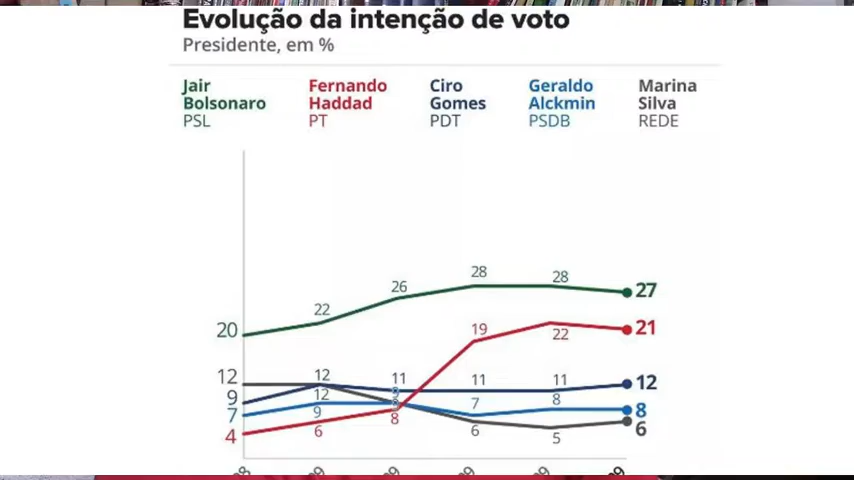 Evolução da intenção de voto
Presidente, em %
Jair Bolsonaro PSL
Fernando Haddad PT
Ciro Gomes PDT
Geraldo Alckmin PSDB
Marina Silva REDE
20 22 26 28 28 27
4 6 8 19 22 21
9 12 11 11 11 12
7 9 9 7 8 8
12 12 9 6 5 6